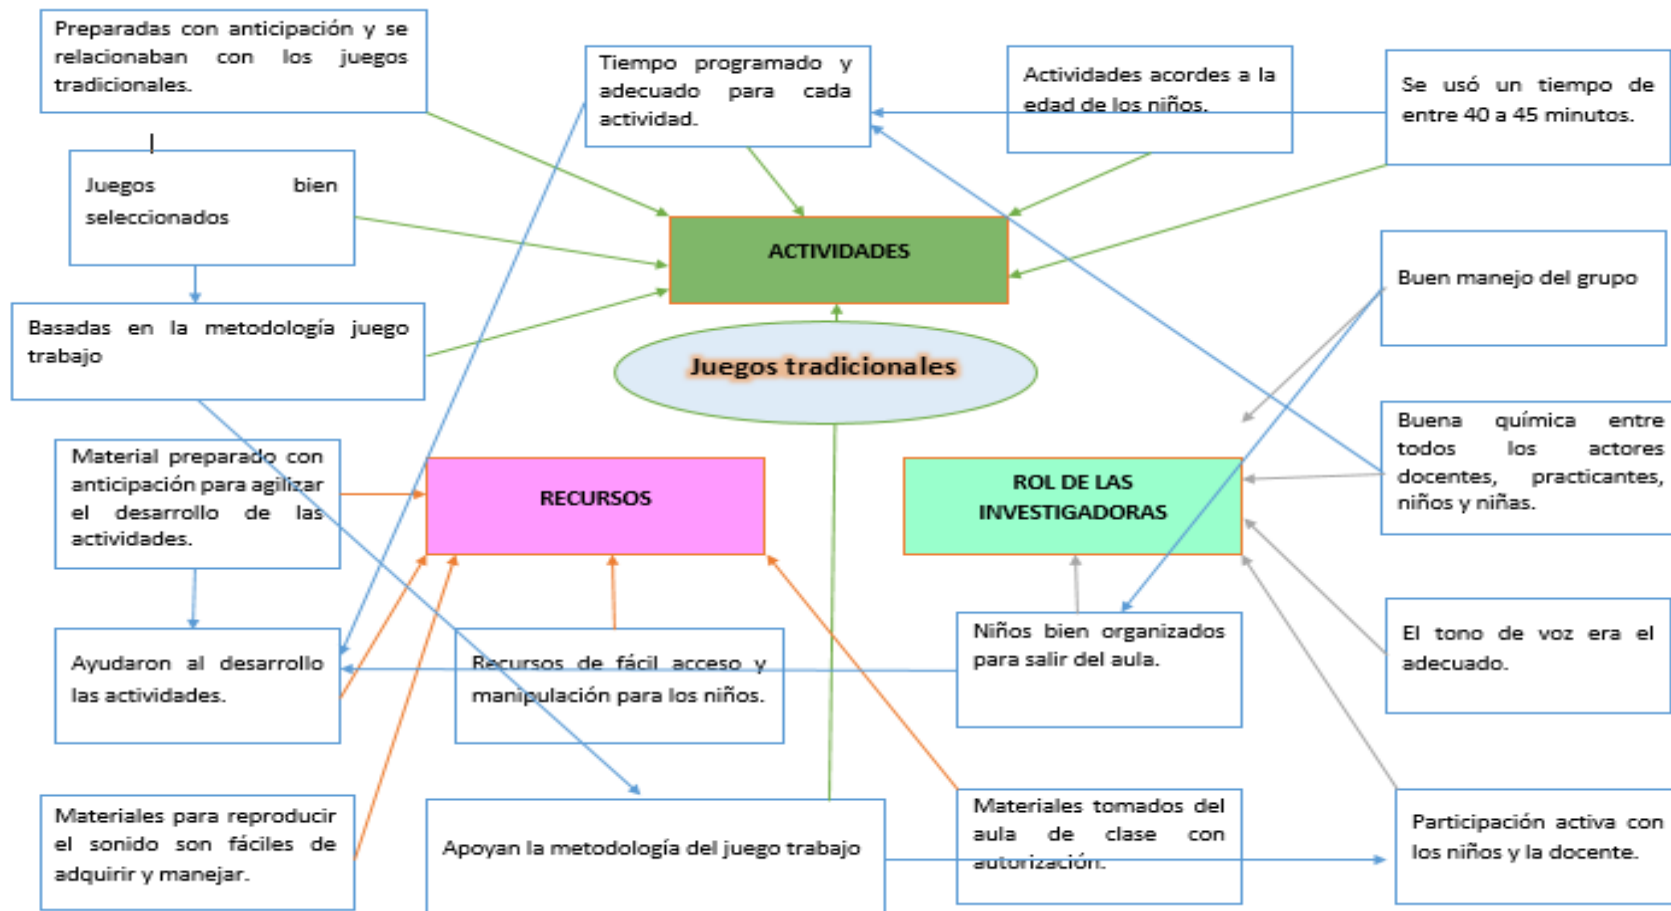 Preparadas con anticipación y se
relacionaban con los juegos
tradicionales.
Tiempo programado y
adecuado para cada
actividad.
Actividades acordes a la
edad de los niños.
Se usó un tiempo de
entre 40 a 45 minutos.
Juegos bien
seleccionados
ACTIVIDADES
Buen manejo del grupo
Basadas en la metodología juego
trabajo
Juegos tradicionales
Buena química entre
todos los actores
docentes, practicantes,
niños y niñas.
Material preparado con
anticipación para agilizar
el desarrollo de las
actividades.
RECURSOS
ROL DE LAS
INVESTIGADORAS
Ayudaron al desarrollo
las actividades.
Recursos de fácil acceso y
manipulación para los niños.
Niños bien organizados
para salir del aula.
El tono de voz era el
adecuado.
Materiales para reproducir
el sonido son fáciles de
adquirir y manejar.
Apoyan la metodología del juego trabajo
Materiales tomados del
aula de clase con
autorización.
Participación activa con
los niños y la docente.